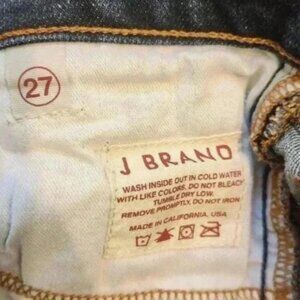 27
J BRAND
WASH INSIDE OUT IN COLD WATER
WITH LIKE COLORS. DO NOT BLEACH
TUMBLE DRY LOW.
REMOVE PROMPTLY. DO NOT IRON
MADE IN CALIFORNIA, USA